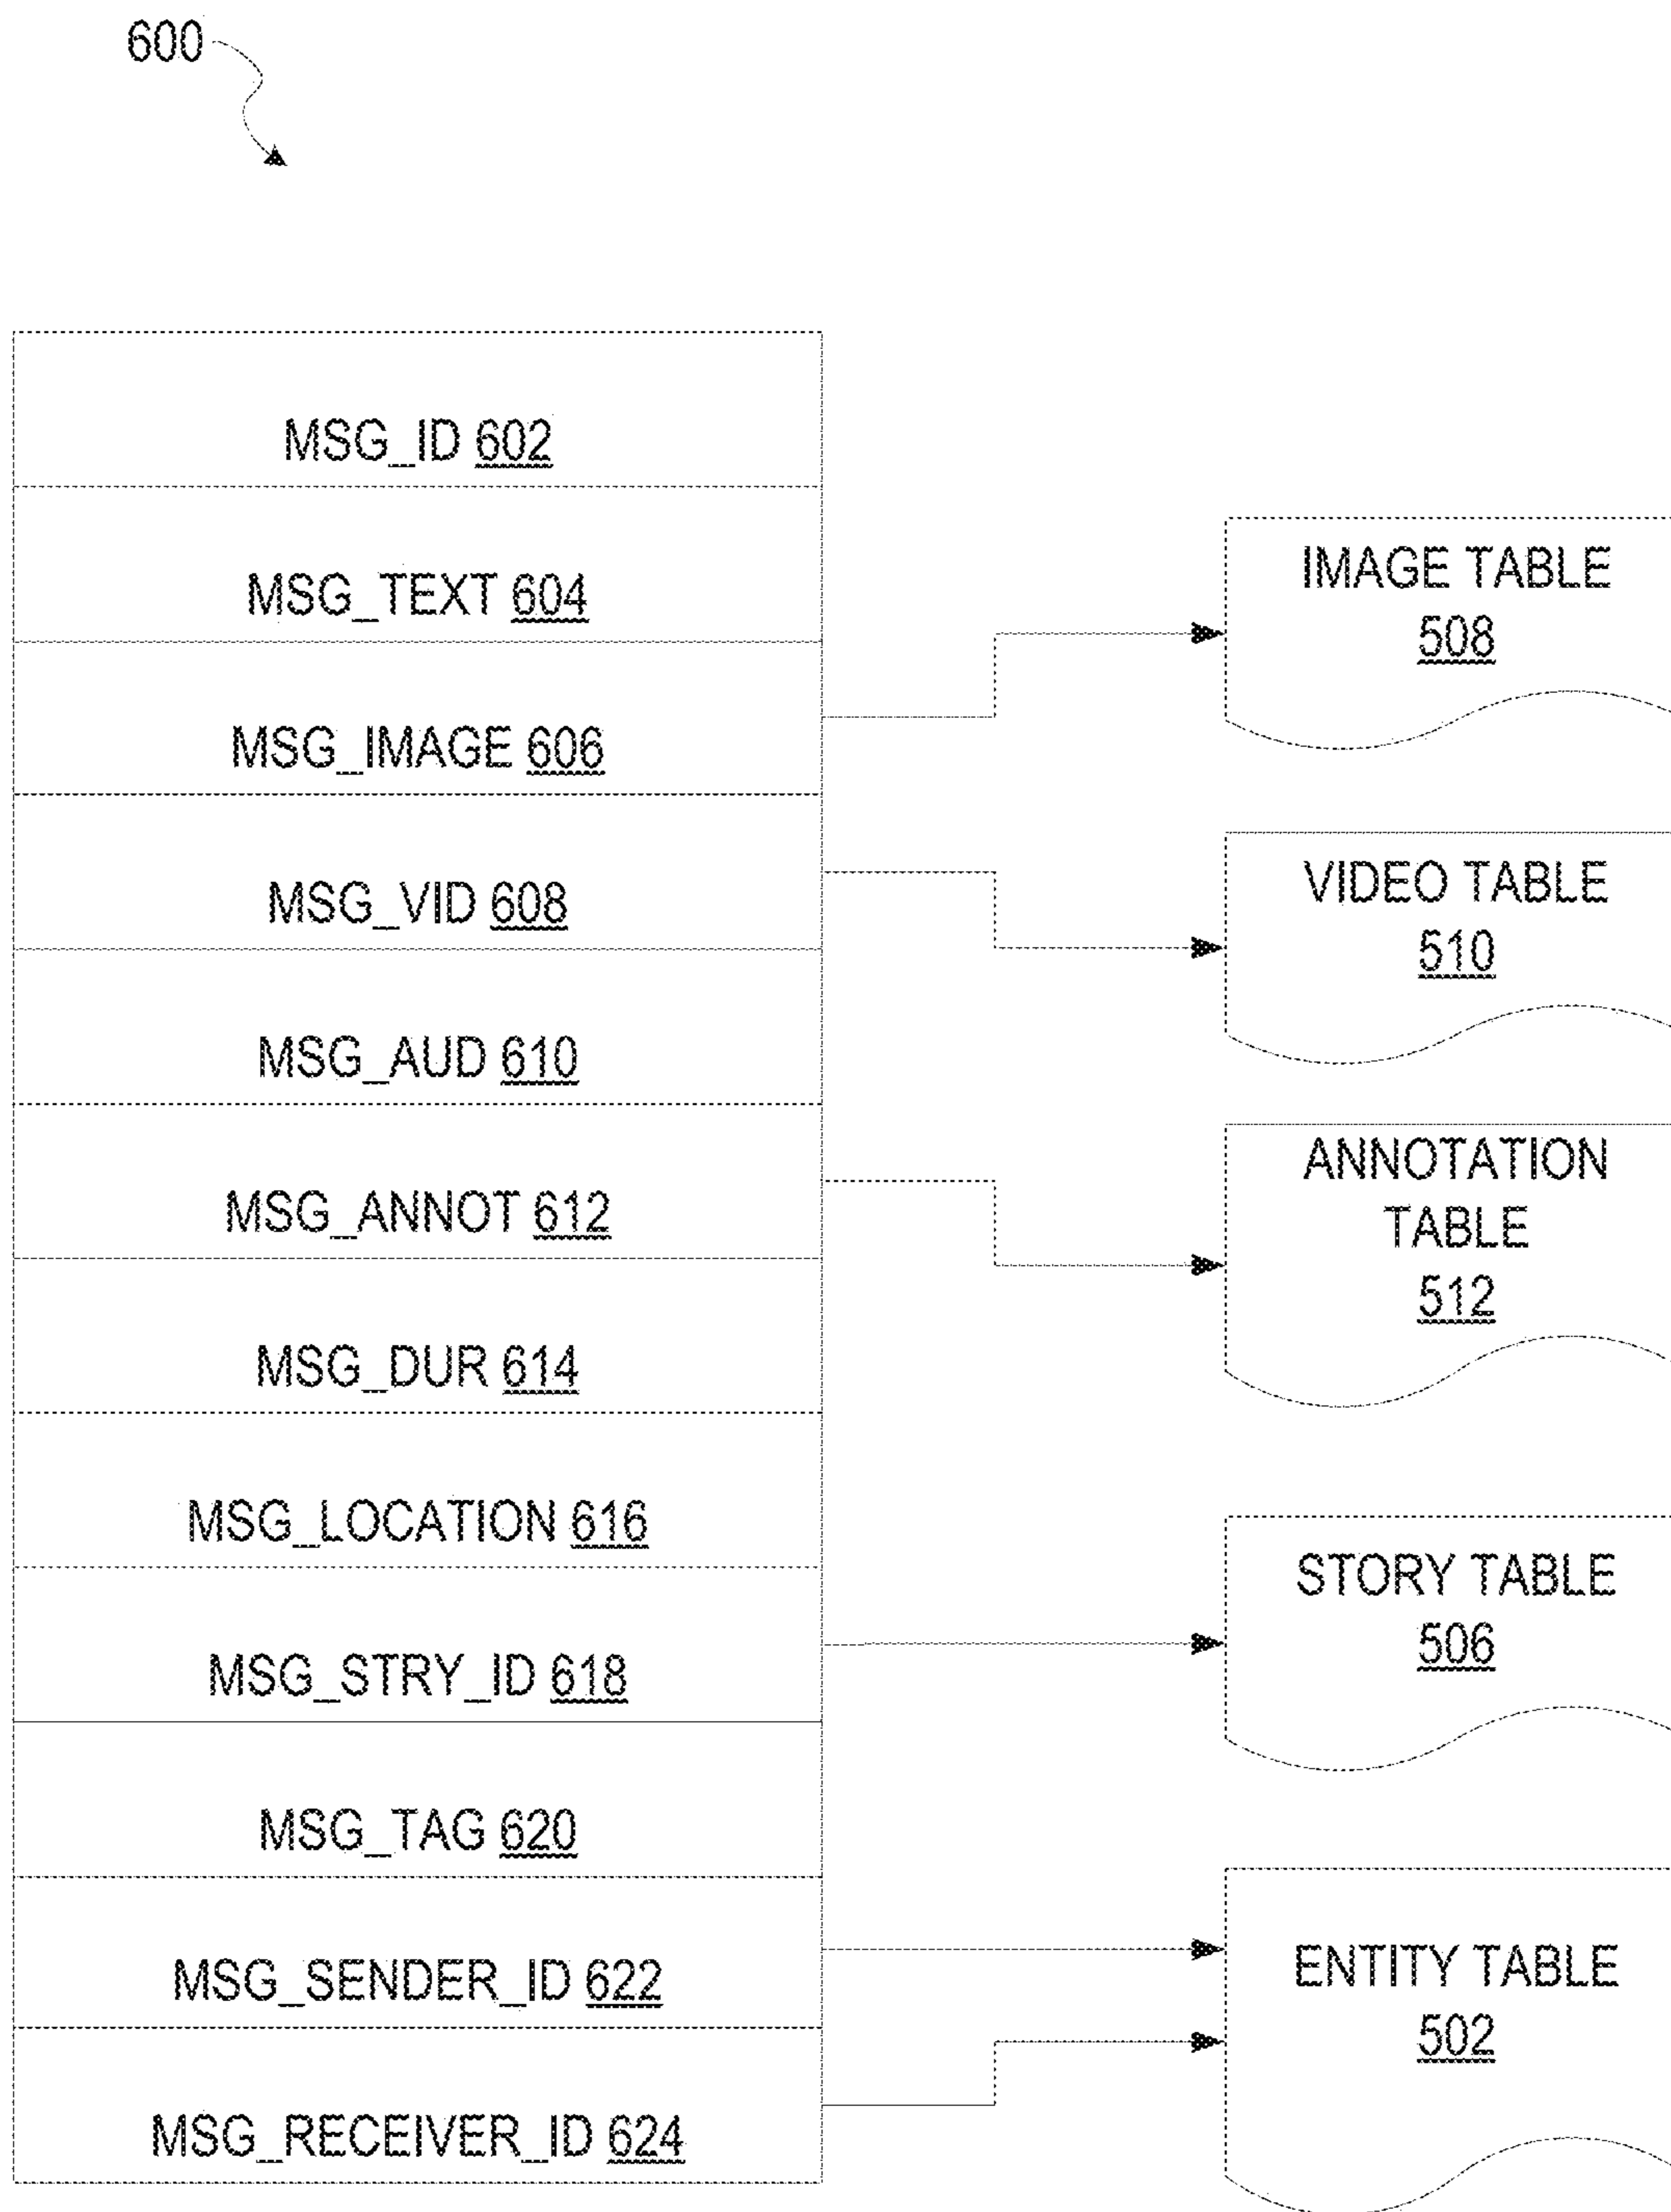 600
MSG_ID 602
MSG_TEXT 604
MSG_IMAGE 606
MSG_VID 608
MSG_AUD 610
MSG_ANNOT 612
MSG_DUR 614
MSG_LOCATION 616
MSG_STRY_ID 618
MSG_TAG 620
MSG_SENDER_ID 622
MSG_RECEIVER_ID 624
IMAGE TABLE
508
VIDEO TABLE
510
ANNOTATION
TABLE
512
STORY TABLE
506
ENTITY TABLE
502